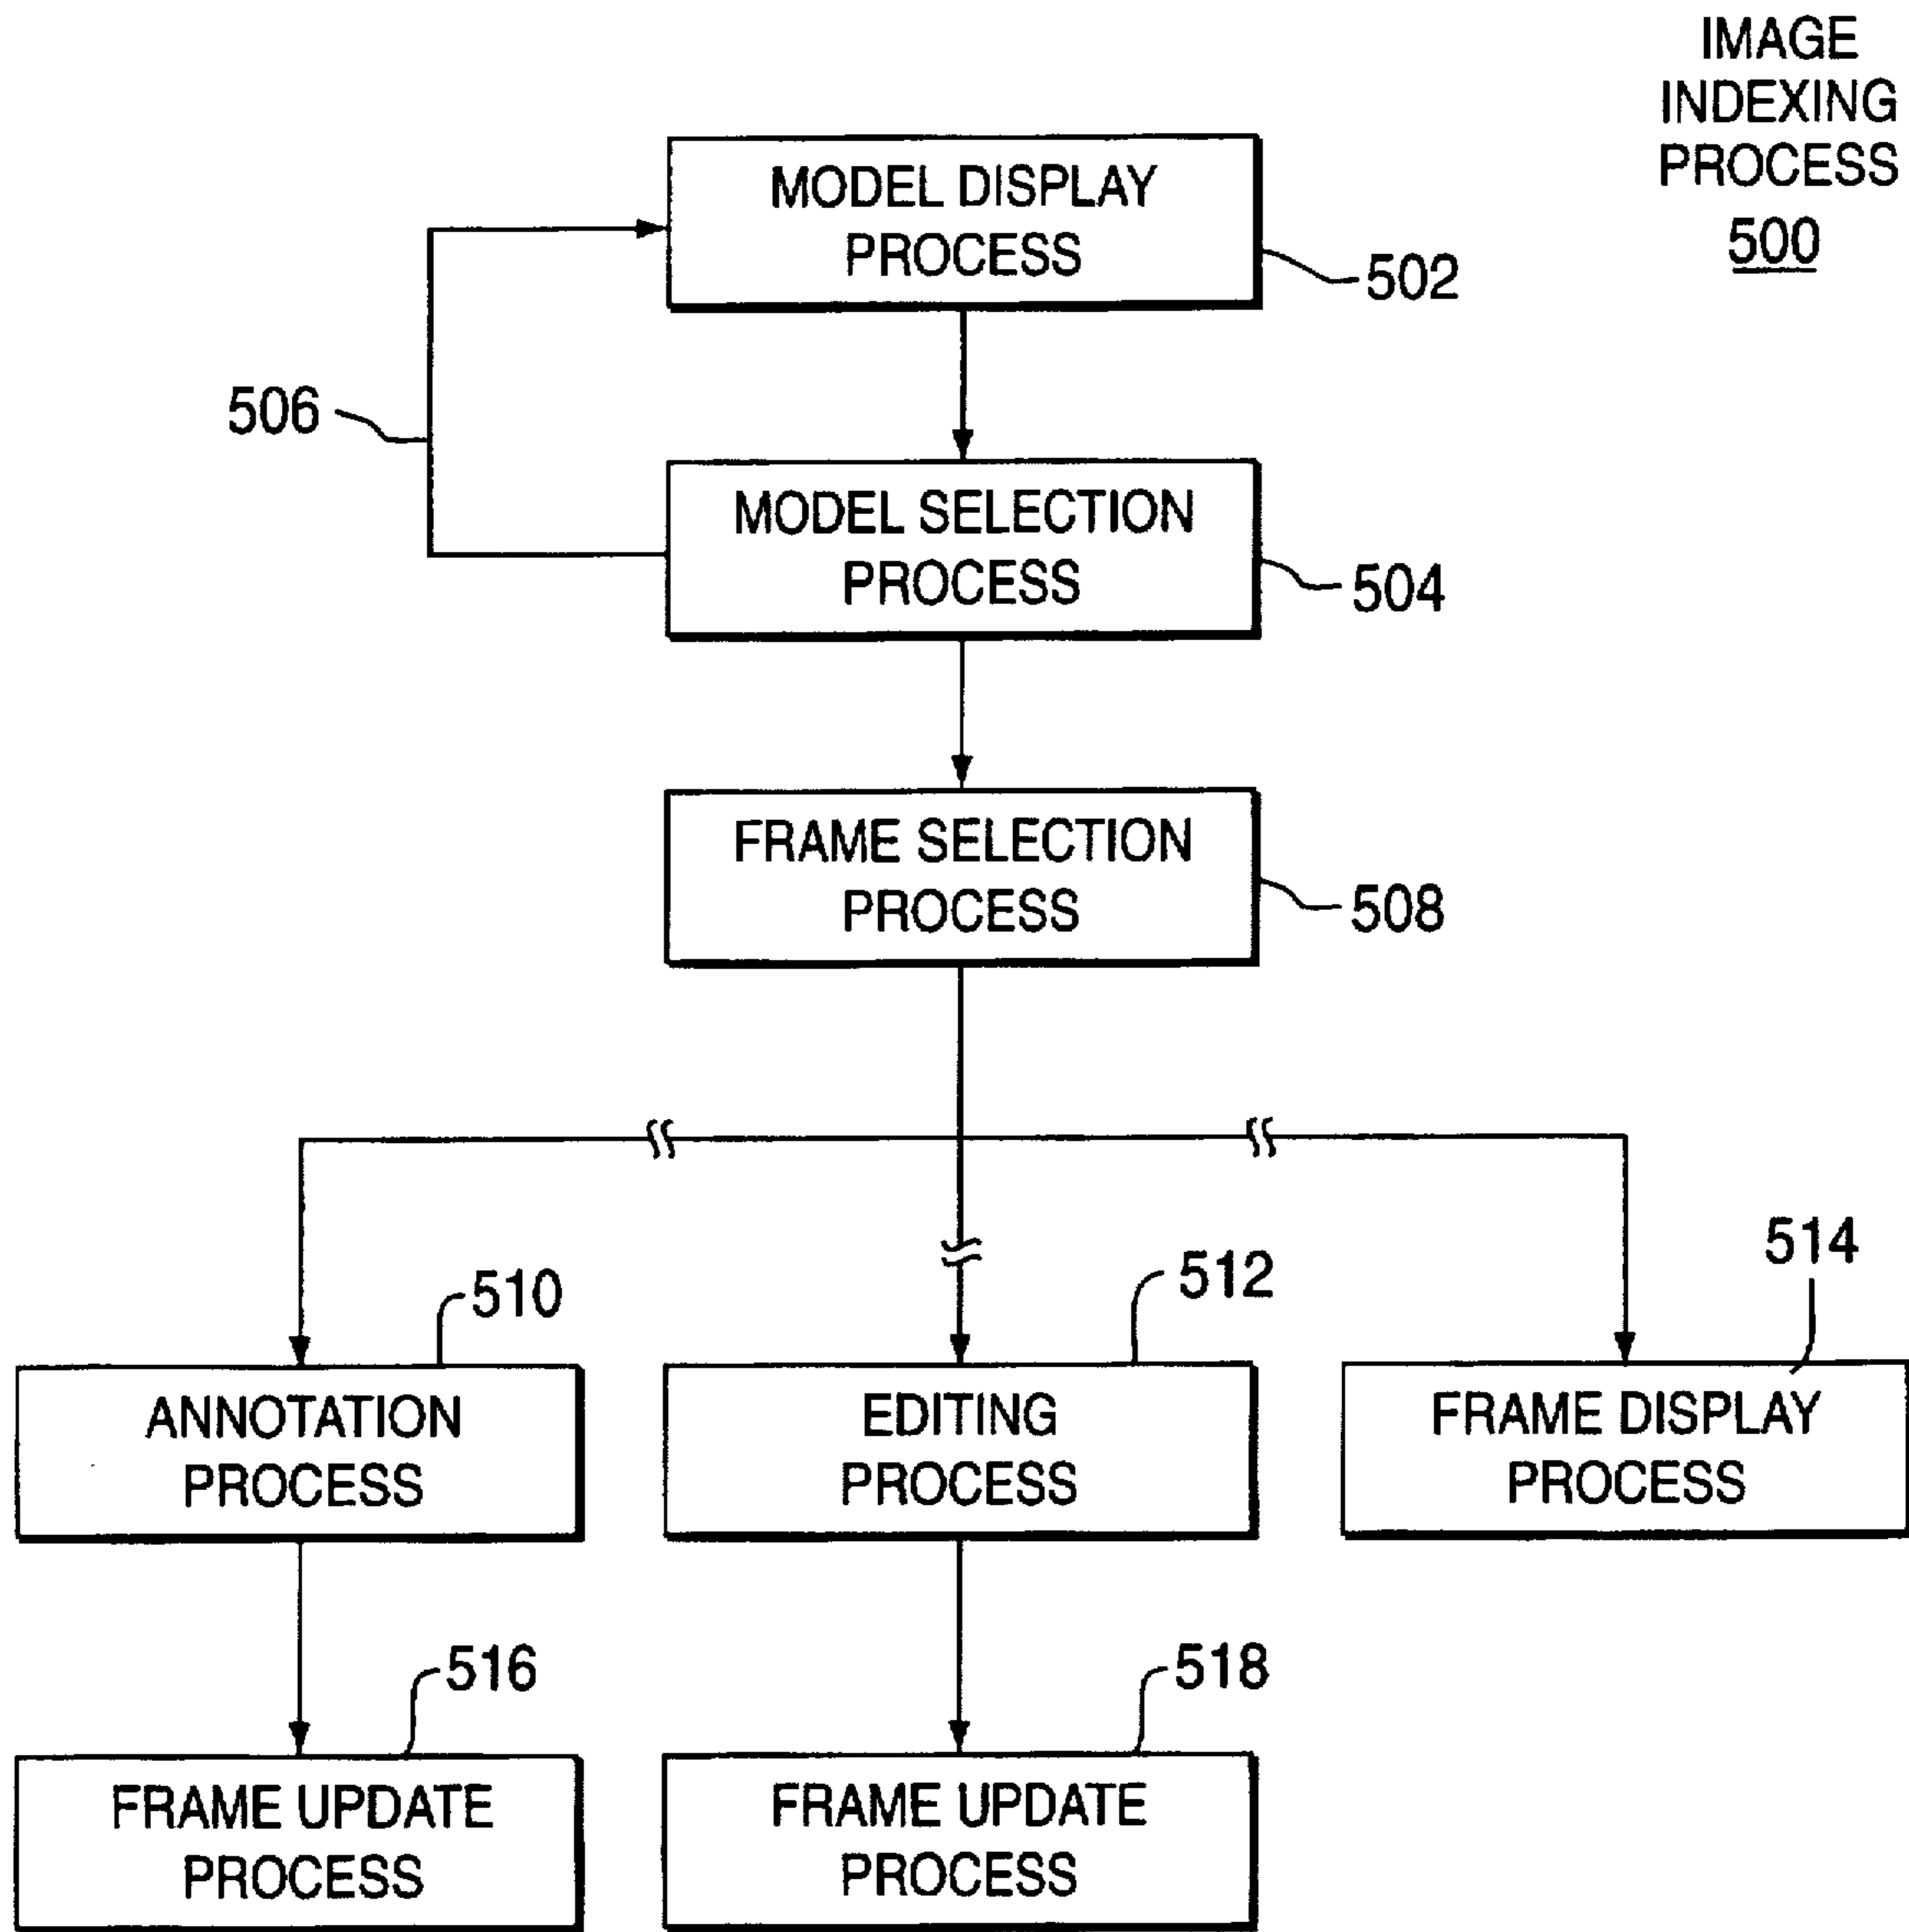 IMAGE
INDEXING
PROCESS
500
MODEL DISPLAY
PROCESS
502
506
MODEL SELECTION
PROCESS
504
FRAME SELECTION
PROCESS
508
510
512
514
ANNOTATION
PROCESS
EDITING
PROCESS
FRAME DISPLAY
PROCESS
516
518
FRAME UPDATE
PROCESS
FRAME UPDATE
PROCESS